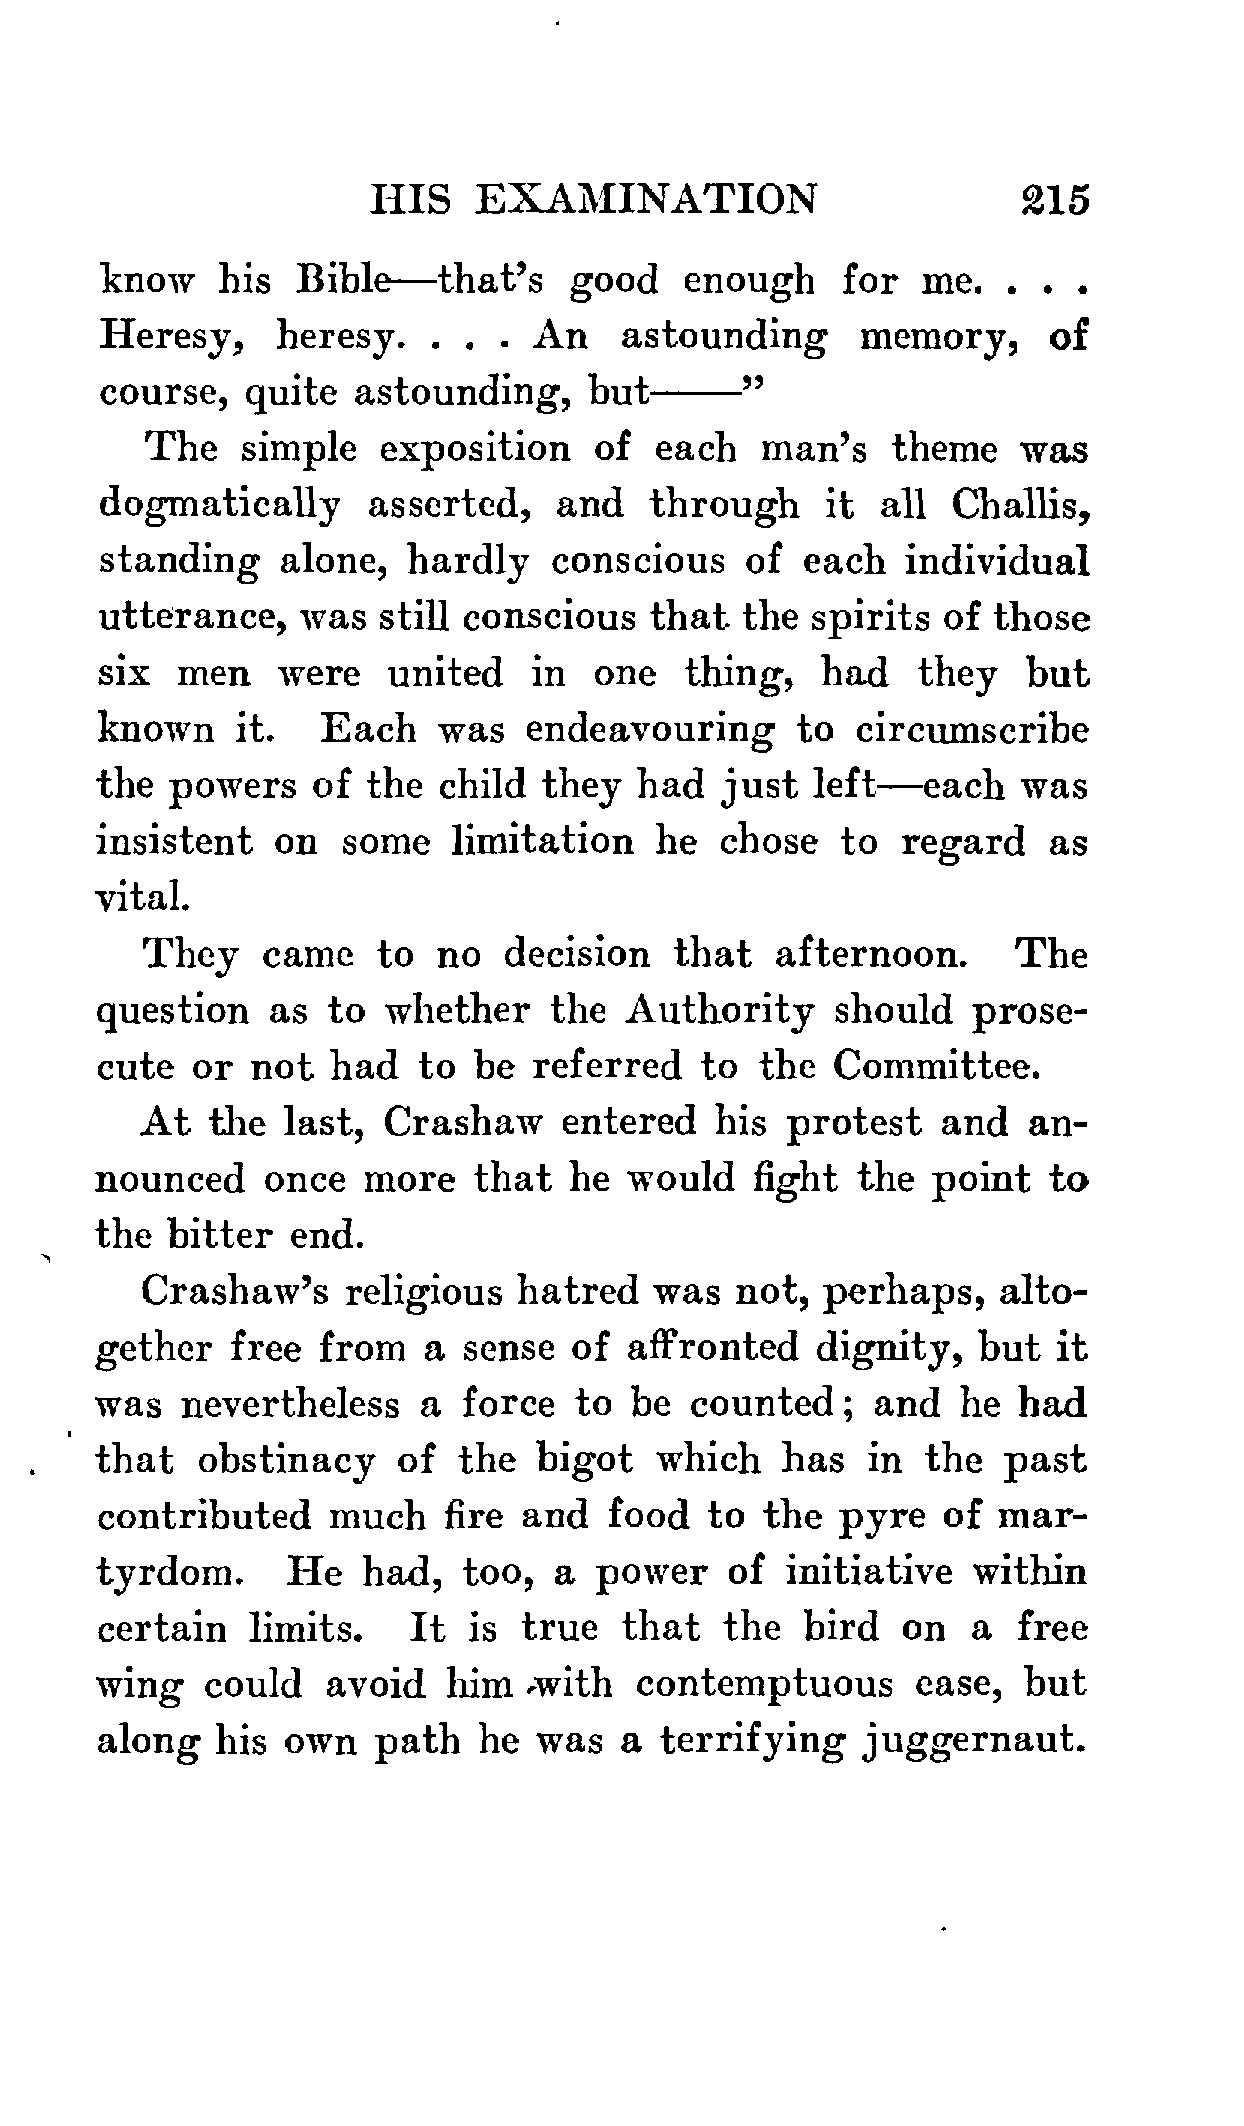 HIS EXAMINATION 215
know his Bible—that's good enough for me. . . .
Heresy, heresy. . . . An astounding memory, of
course, quite astounding, but——"
The simple exposition of each man's theme was
dogmatically asserted, and through it all Challis,
standing alone, hardly conscious of each individual
utterance, was still conscious that the spirits of those
six men were united in one thing, had they but
known it. Each was endeavouring to circumscribe
the powers of the child they had just left—each was
insistent on some limitation he chose to regard as
vital.
They came to no decision that afternoon. The
question as to whether the Authority should prose-
cute or not had to be referred to the Committee.
At the last, Crashaw entered his protest and an-
nounced once more that he would fight the point to
the bitter end.
Crashaw's religious hatred was not, perhaps, alto-
gether free from a sense of affronted dignity, but it
was nevertheless a force to be counted; and he had
that obstinacy of the bigot which has in the past
contributed much fire and food to the pyre of mar-
tyrdom. He had, too, a power of initiative within
certain limits. It is true that the bird on a free
wing could avoid him with contemptuous ease, but
along his own path he was a terrifying juggernaut.